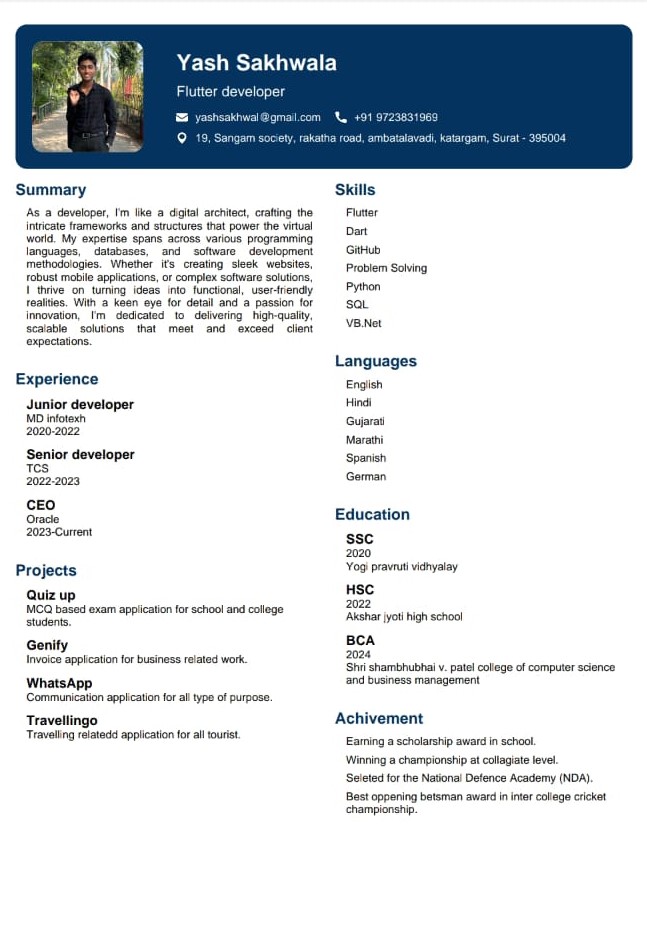 Yash Sakhwala
Flutter developer
yashsakhwal@gmail.com +91 9723831969
19, Sangam society, rakatha road, ambatalavadi, katargam, Surat - 395004
Summary
As a developer, I'm like a digital architect, crafting the
intricate frameworks and structures that power the virtual
world. My expertise spans across various programming
languages, databases, and software development
methodologies. Whether it's creating sleek websites,
robust mobile applications, or complex software solutions,
I thrive on turning ideas into functional, user-friendly
realities. With a keen eye for detail and a passion for
innovation, I'm dedicated to delivering high-quality,
scalable solutions that meet and exceed client
expectations.
Experience
Junior developer
MD infotexh
2020-2022
Senior developer
TCS
2022-2023
CEO
Oracle
2023-Current
Projects
Quiz up
MCQ based exam application for school and college
students.
Genify
Invoice application for business related work.
WhatsApp
Communication application for all type of purpose.
Travellingo
Travelling relatedd application for all tourist.
Skills
Flutter
Dart
GitHub
Problem Solving
Python
SQL
VB.Net
Languages
English
Hindi
Gujarati
Marathi
Spanish
German
Education
SSC
2020
Yogi pravruti vidhyalay
HSC
2022
Akshar jyoti high school
BCA
2024
Shri shambhubhai v. patel college of computer science
and business management
Achivement
Earning a scholarship award in school.
Winning a championship at collagiate level.
Seleted for the National Defence Academy (NDA).
Best oppening betsman award in inter college cricket
championship.